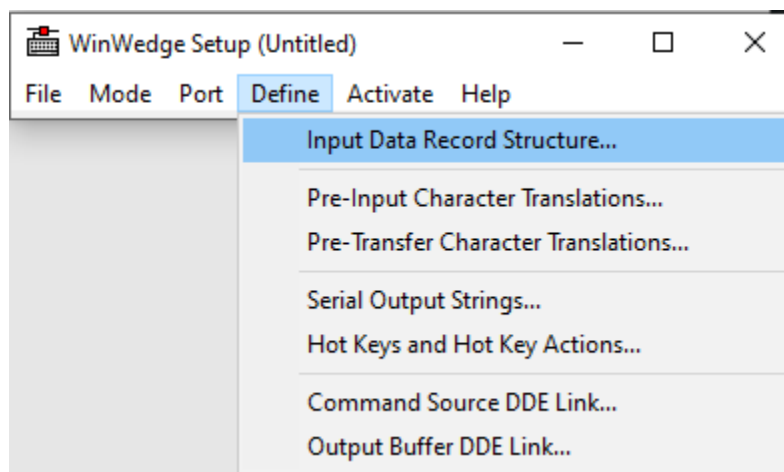 WinWedge Setup (Untitled)
File Mode Port Define Activate Help
Input Data Record Structure...
Pre-Input Character Translations...
Pre-Transfer Character Translations...
Serial Output Strings...
Hot Keys and Hot Key Actions...
Command Source DDE Link...
Output Buffer DDE Link...